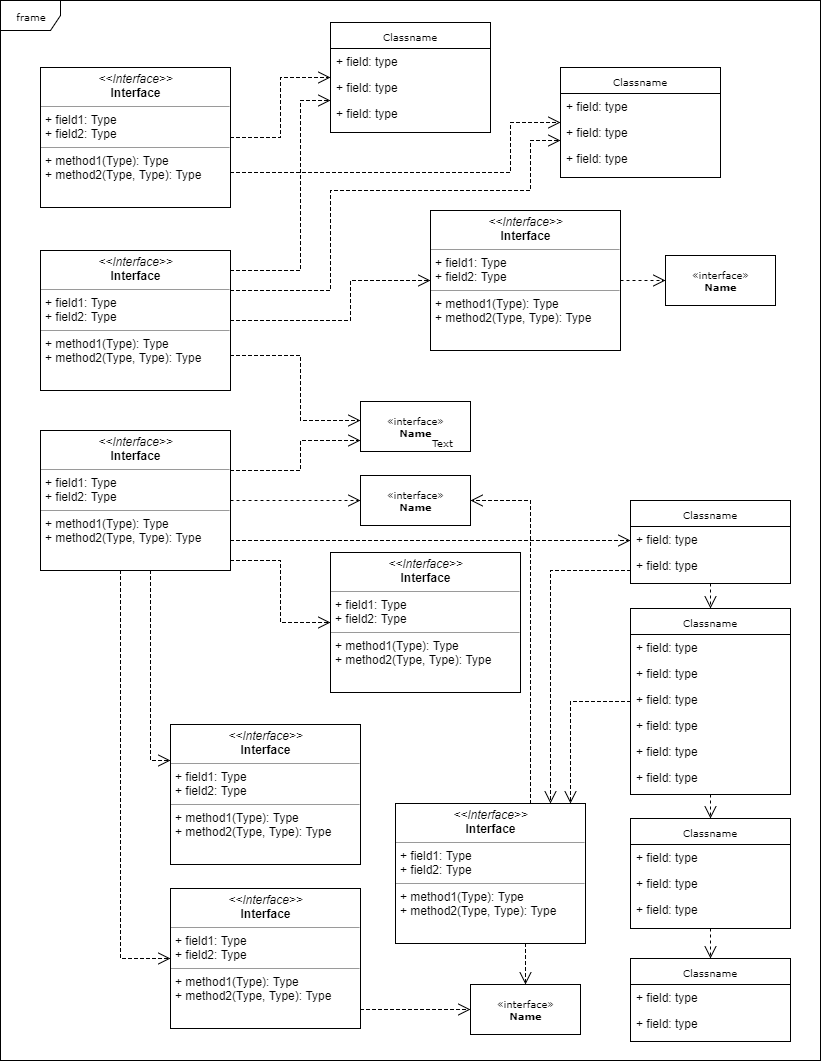 frame
Classname
+ field: type
+ field: type
+ field: type
<<Interface>>
Interface
+ field1: Type
+ field2: Type
+ method1(Type): Type
+ method2(Type, Type): Type
Classname
+ field: type
+ field: type
+ field: type
<<Interface>>
Interface
+ field1: Type
+ field2: Type
+ method1(Type): Type
+ method2(Type, Type): Type
<<Interface>>
Interface
+ field1: Type
+ field2: Type
+ method1(Type): Type
+ method2(Type, Type): Type
«interface»
Name
«interface»
Name
Text
<<Interface>>
Interface
+ field1: Type
+ field2: Type
+ method1(Type): Type
+ method2(Type, Type): Type
«interface»
Name
Classname
+ field: type
+ field: type
<<Interface>>
Interface
+ field1: Type
+ field2: Type
+ method1(Type): Type
+ method2(Type, Type): Type
Classname
+ field: type
+ field: type
+ field: type
+ field: type
+ field: type
+ field: type
<<Interface>>
Interface
+ field1: Type
+ field2: Type
+ method1(Type): Type
+ method2(Type, Type): Type
<<Interface>>
Interface
+ field1: Type
+ field2: Type
+ method1(Type): Type
+ method2(Type, Type): Type
Classname
+ field: type
+ field: type
+ field: type
<<Interface>>
Interface
+ field1: Type
+ field2: Type
+ method1(Type): Type
+ method2(Type, Type): Type
«interface»
Name
Classname
+ field: type
+ field: type